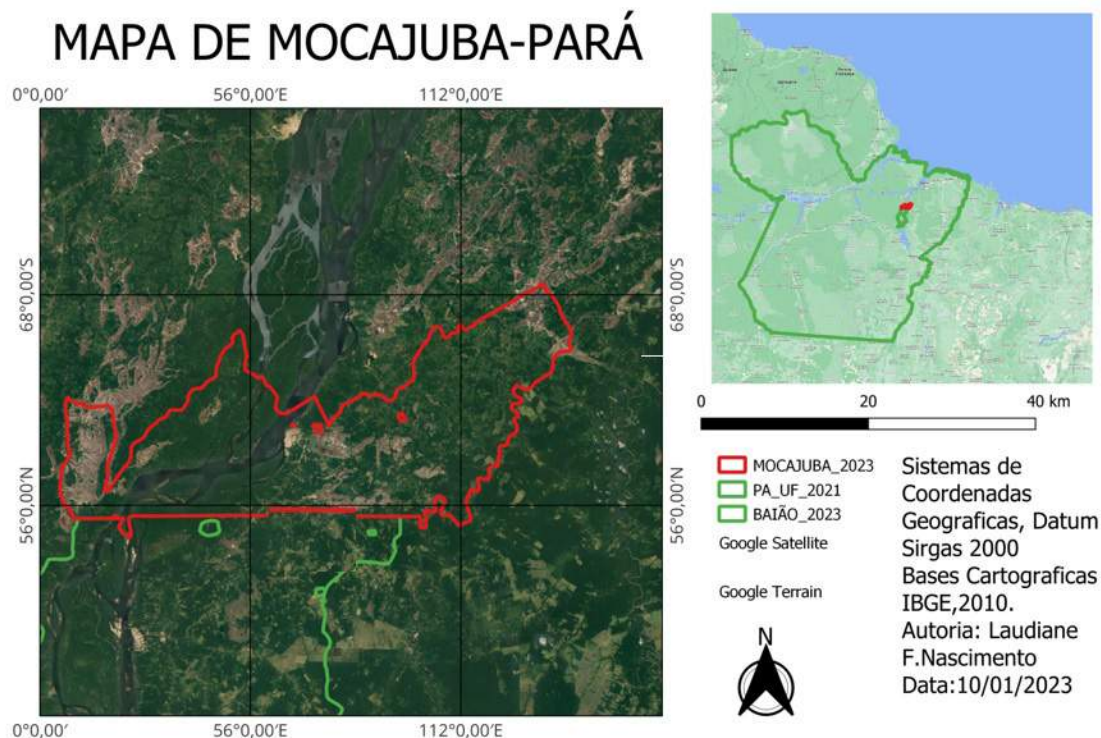 MAPA DE MOCAJUBA-PARÁ
0°0,00′ 56°0,00′E 112°0,00′E
68°0,00′S
68°0,00′S
56°0,00′N
56°0,00′N
0°0,00′ 56°0,00′E 112°0,00′E
0 20 40 km
MOCAJUBA_2023
PA_UF_2021
BAIÃO_2023
Google Satellite
Google Terrain
N
Sistemas de
Coordenadas
Geograficas, Datum
Sirgas 2000
Bases Cartograficas
IBGE,2010.
Autoria: Laudiane
F.Nascimento
Data:10/01/2023